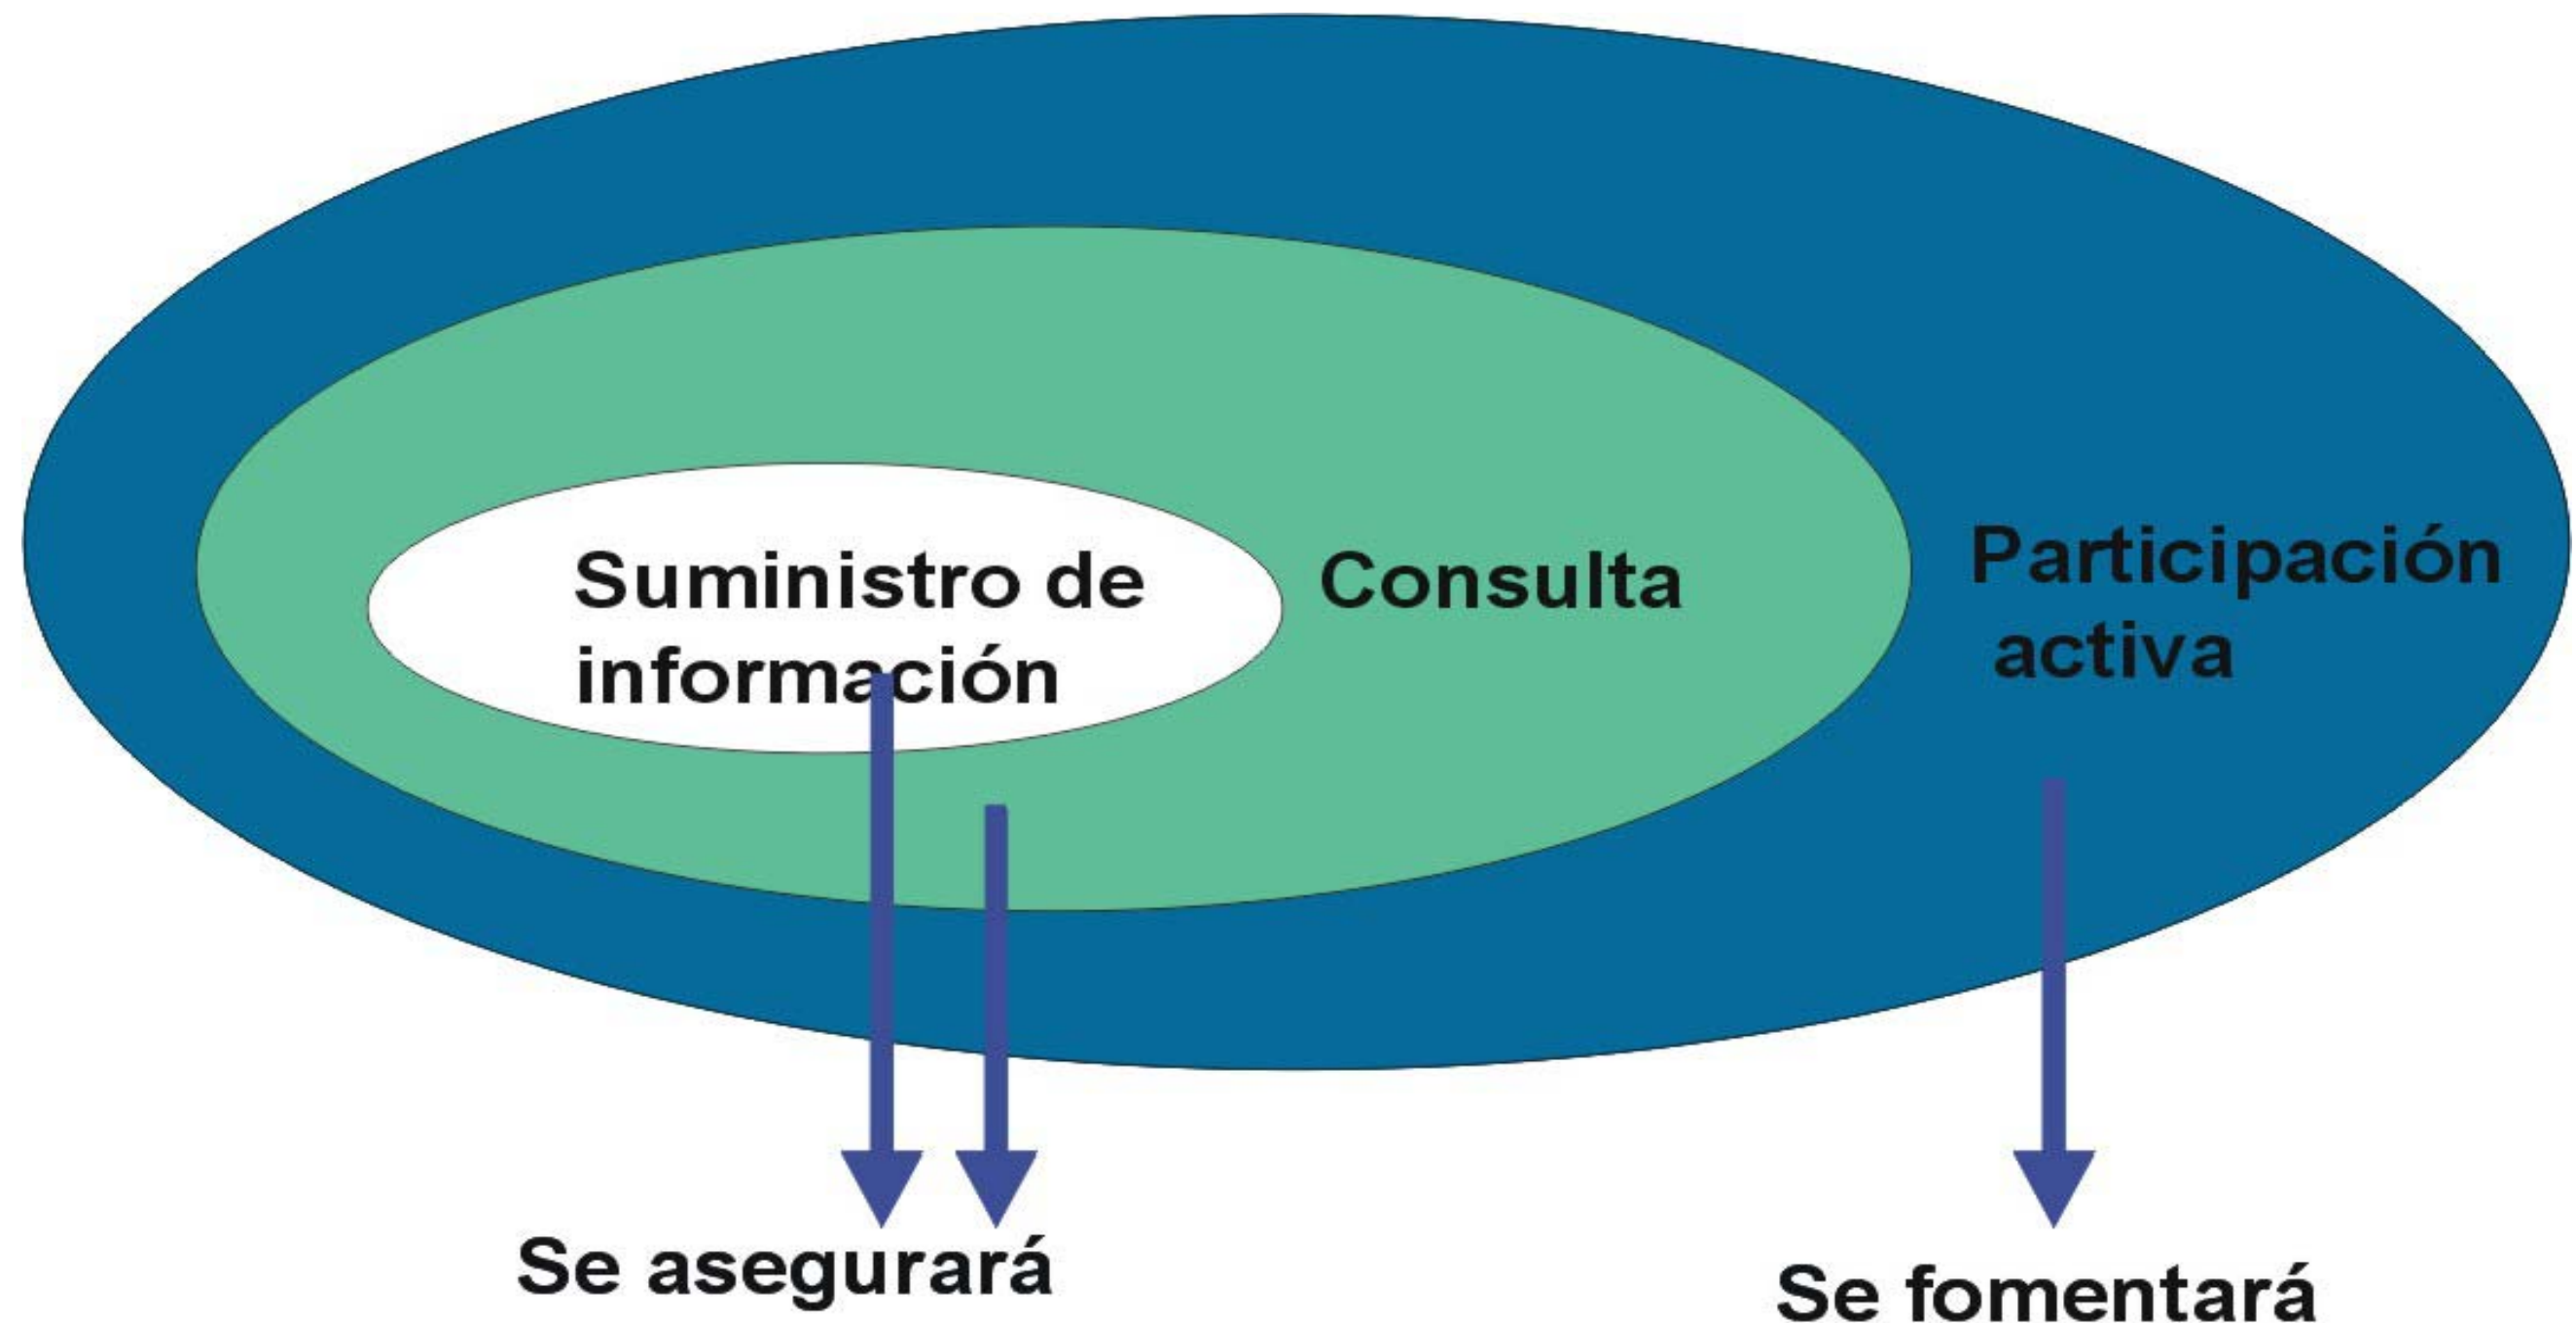 Suministro de
información
Consulta
Participación
activa
Se asegurará
Se fomentará